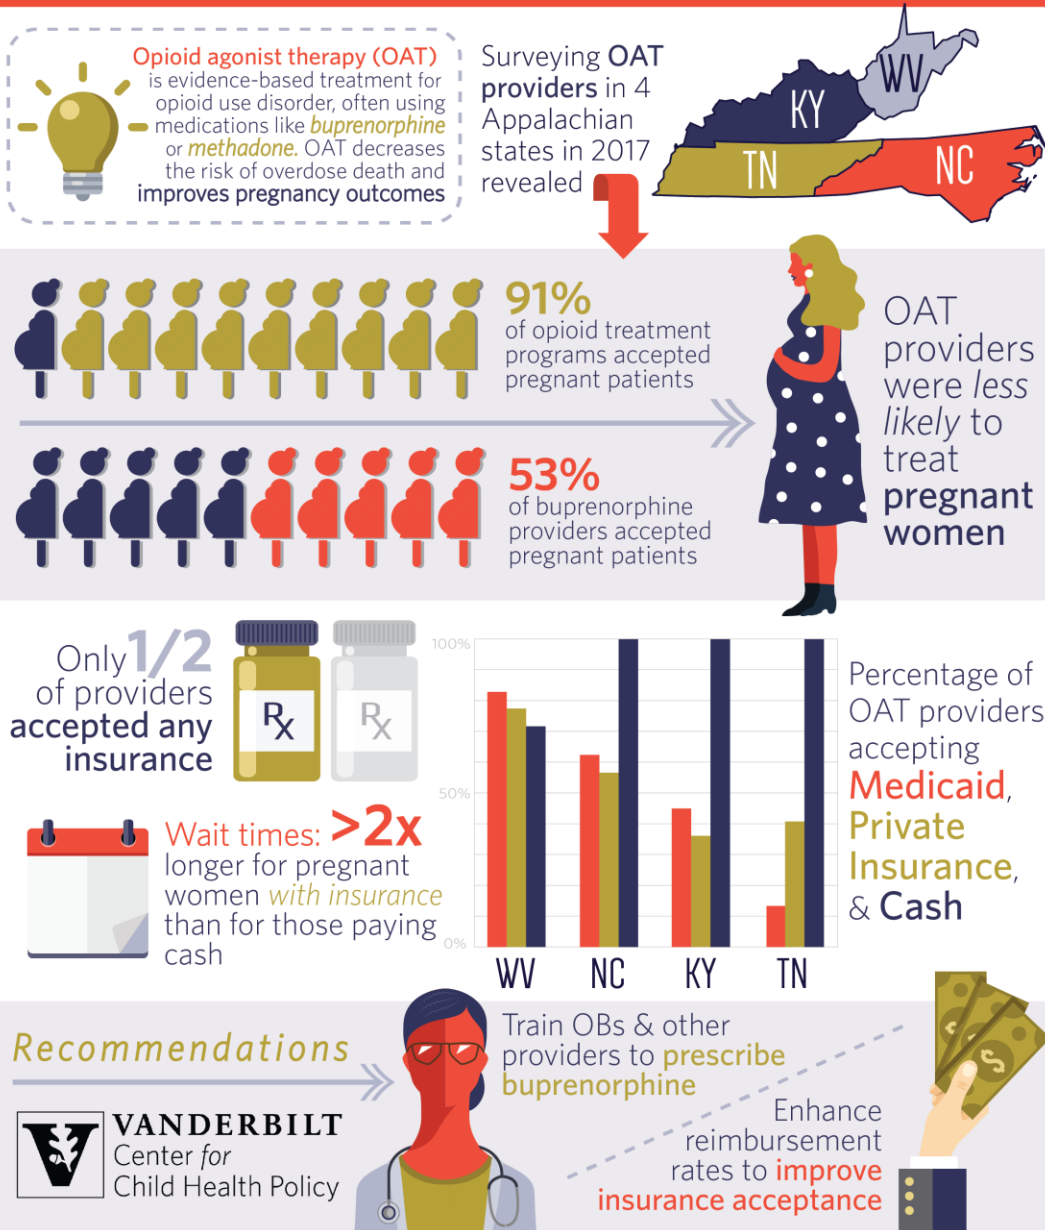 Opioid agonist therapy (OAT)
is evidence-based treatment for
opioid use disorder, often using
medications like buprenorphine
or methadone. OAT decreases
the risk of overdose death and
improves pregnancy outcomes
Surveying OAT
providers in 4
Appalachian
states in 2017
revealed
WV
KY
TN
NC
91%
of opioid treatment
programs accepted
pregnant patients
53%
of buprenorphine
providers accepted
pregnant patients
OAT
providers
were less
likely to
treat
pregnant
women
Only 1/2
of providers
accepted any
insurance
Rx
Rx
Wait times: >2x
longer for pregnant
women with insurance
than for those paying
cash
100%
50%
0%
WV
NC
KY
TN
Percentage of
OAT providers
accepting
Medicaid,
Private
Insurance,
& Cash
Recommendations
V
VANDERBILT
Center for
Child Health Policy
Train OBs & other
providers to prescribe
buprenorphine
Enhance
reimbursement
rates to improve
insurance acceptance
$